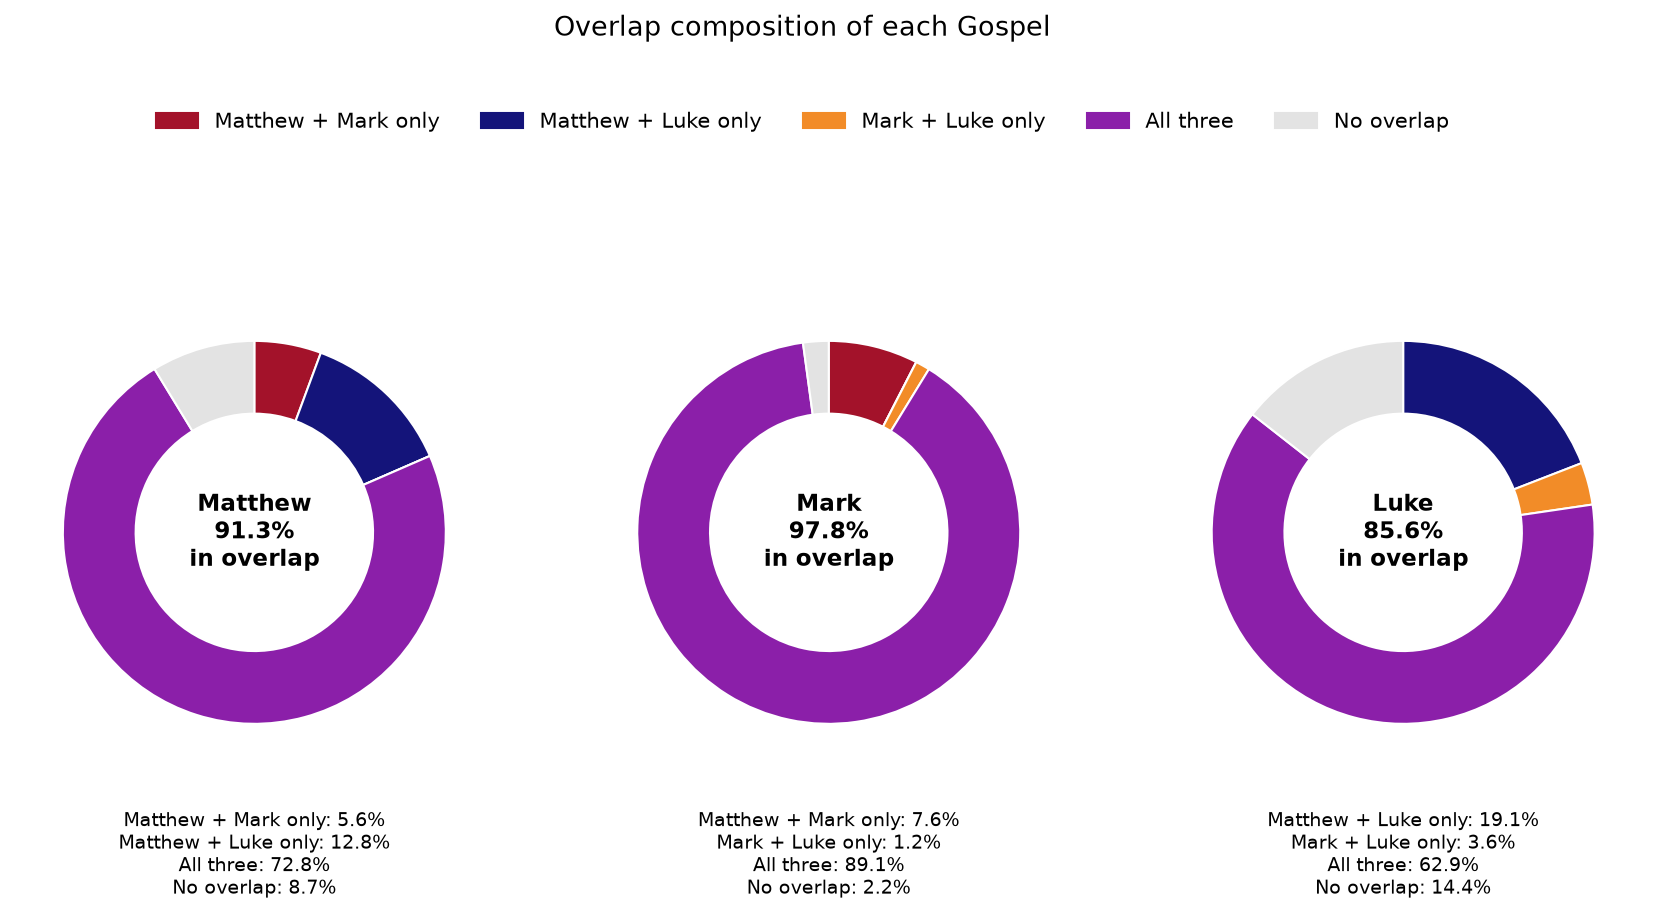 Overlap composition of each Gospel
Matthew + Mark only
Matthew + Luke only
Mark + Luke only
All three
No overlap
Matthew
91.3%
in overlap
Mark
97.8%
in overlap
Luke
85.6%
in overlap
Matthew + Mark only: 5.6%
Matthew + Luke only: 12.8%
All three: 72.8%
No overlap: 8.7%
Matthew + Mark only: 7.6%
Mark + Luke only: 1.2%
All three: 89.1%
No overlap: 2.2%
Matthew + Luke only: 19.1%
Mark + Luke only: 3.6%
All three: 62.9%
No overlap: 14.4%